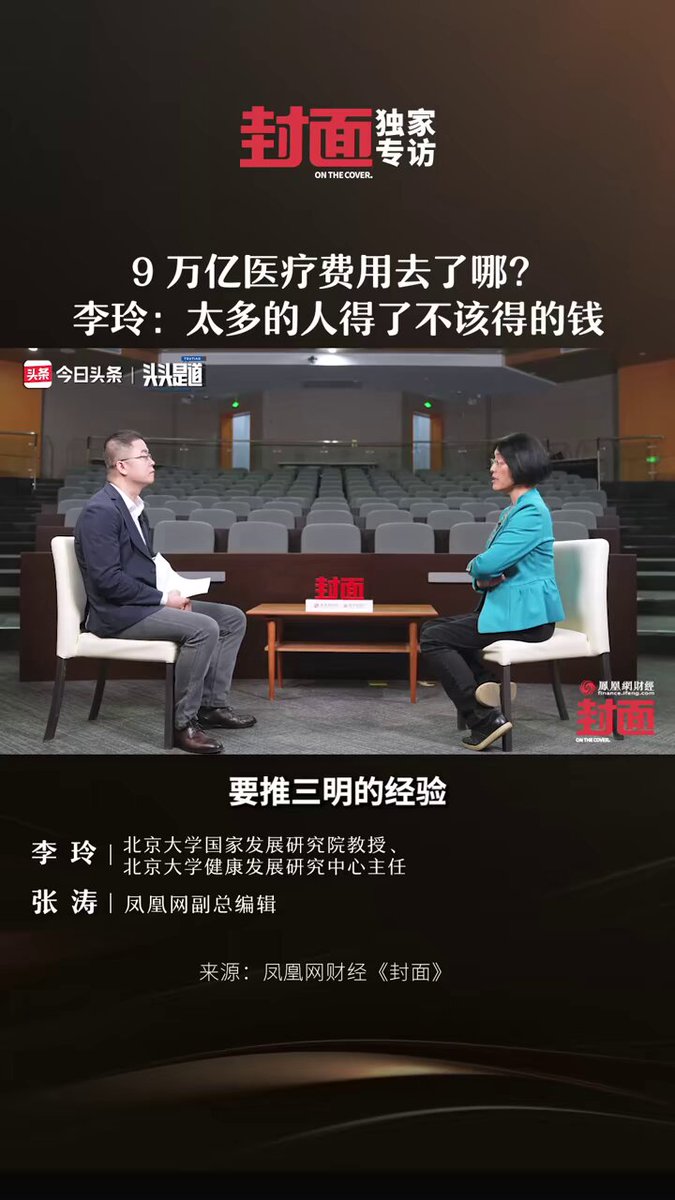 封面
独家
专访
ON THE COVER.
9 万亿医疗费用去了哪？
李玲：太多的人得了不该得的钱
头条 今日头条 | 头头是道
封面
凤凰網财经
finance.ifeng.com
封面
ON THE COVER.
要推三明的经验
李 玲 | 北京大学国家发展研究院教授、
北京大学健康发展研究中心主任
张 涛 | 凤凰网副总编辑
来源：凤凰网财经《封面》